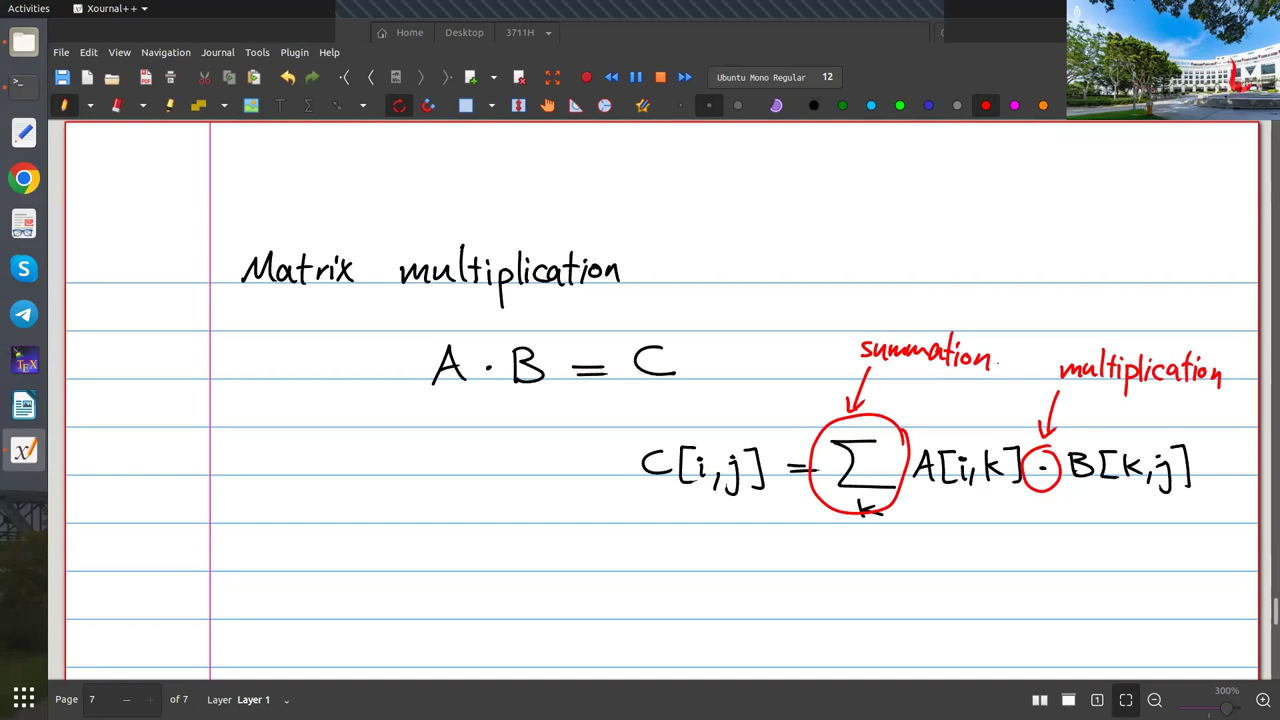 Activities Xournal++
Home Desktop 3711H
File Edit View Navigation Journal Tools Plugin Help
Ubuntu Mono Regular 12
Matrix multiplication
A · B = C
summation
multiplication
C[i,j] = ∑ A[i,k] · B[k,j]
k
Page 7 of 7 Layer Layer 1 300%